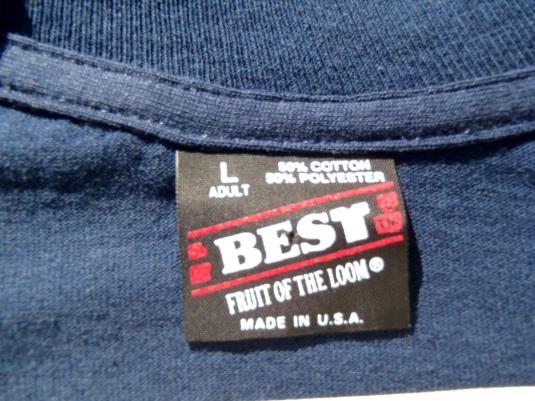 L
ADULT
50% COTTON
50% POLYESTER
BEST
FRUIT OF THE LOOM®
MADE IN U.S.A.